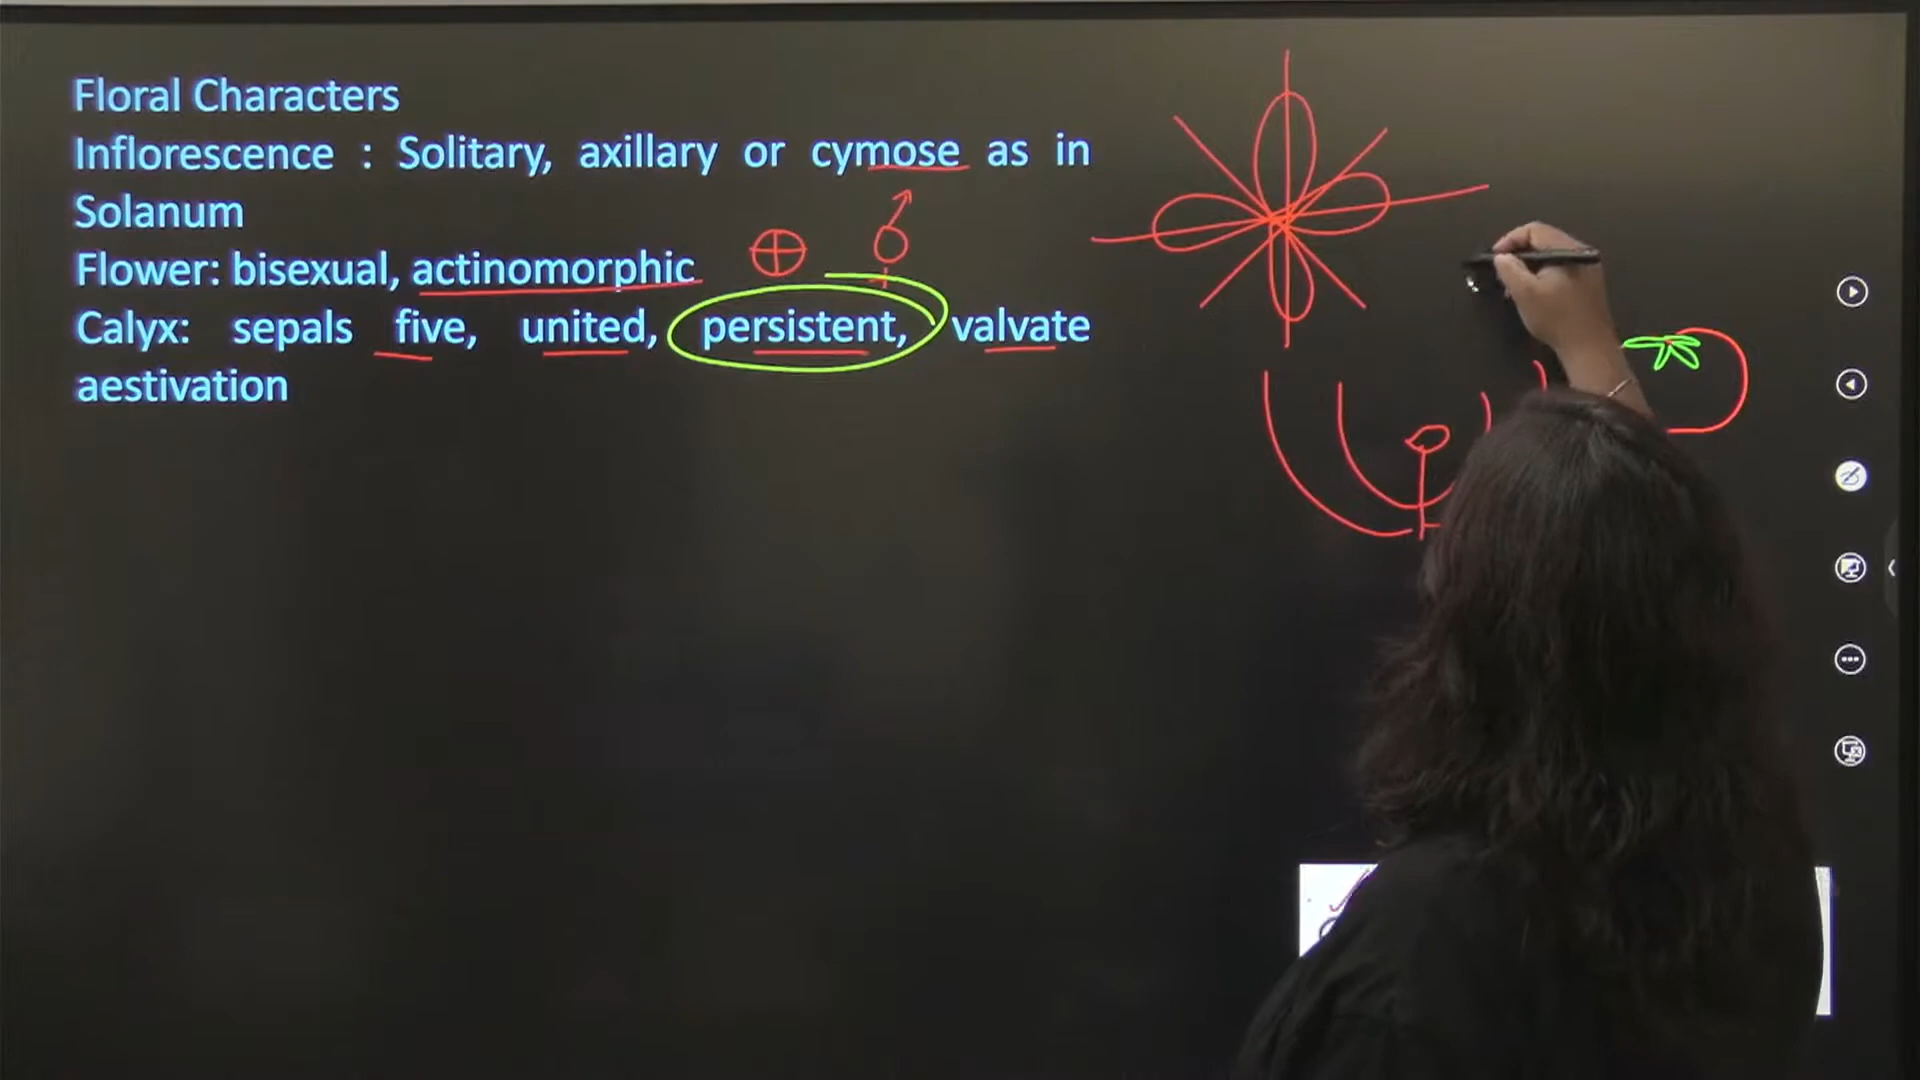 Floral Characters
Inflorescence : Solitary, axillary or cymose as in
Solanum
Flower: bisexual, actinomorphic
Calyx: sepals five, united, persistent, valvate
aestivation